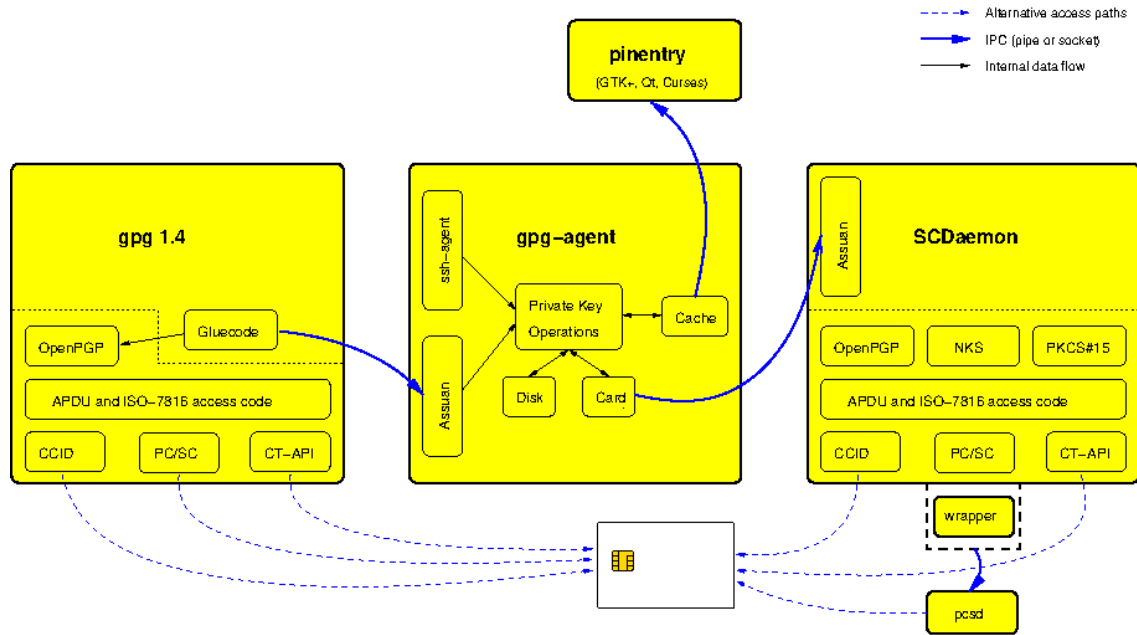 Alternative access paths
IPC (pipe or socket)
Internal data flow
pinentry
(GTK+, Qt, Curses)
gpg 1.4
Gluecode
OpenPGP
APDU and ISO-7816 access code
CCID
PC/SC
CT-API
gpg-agent
ssh-agent
Assuan
Private Key
Operations
Cache
Disk
Card
SCDaemon
Assuan
OpenPGP
NKS
PKCS#15
APDU and ISO-7816 access code
CCID
PC/SC
CT-API
wrapper
pcsd